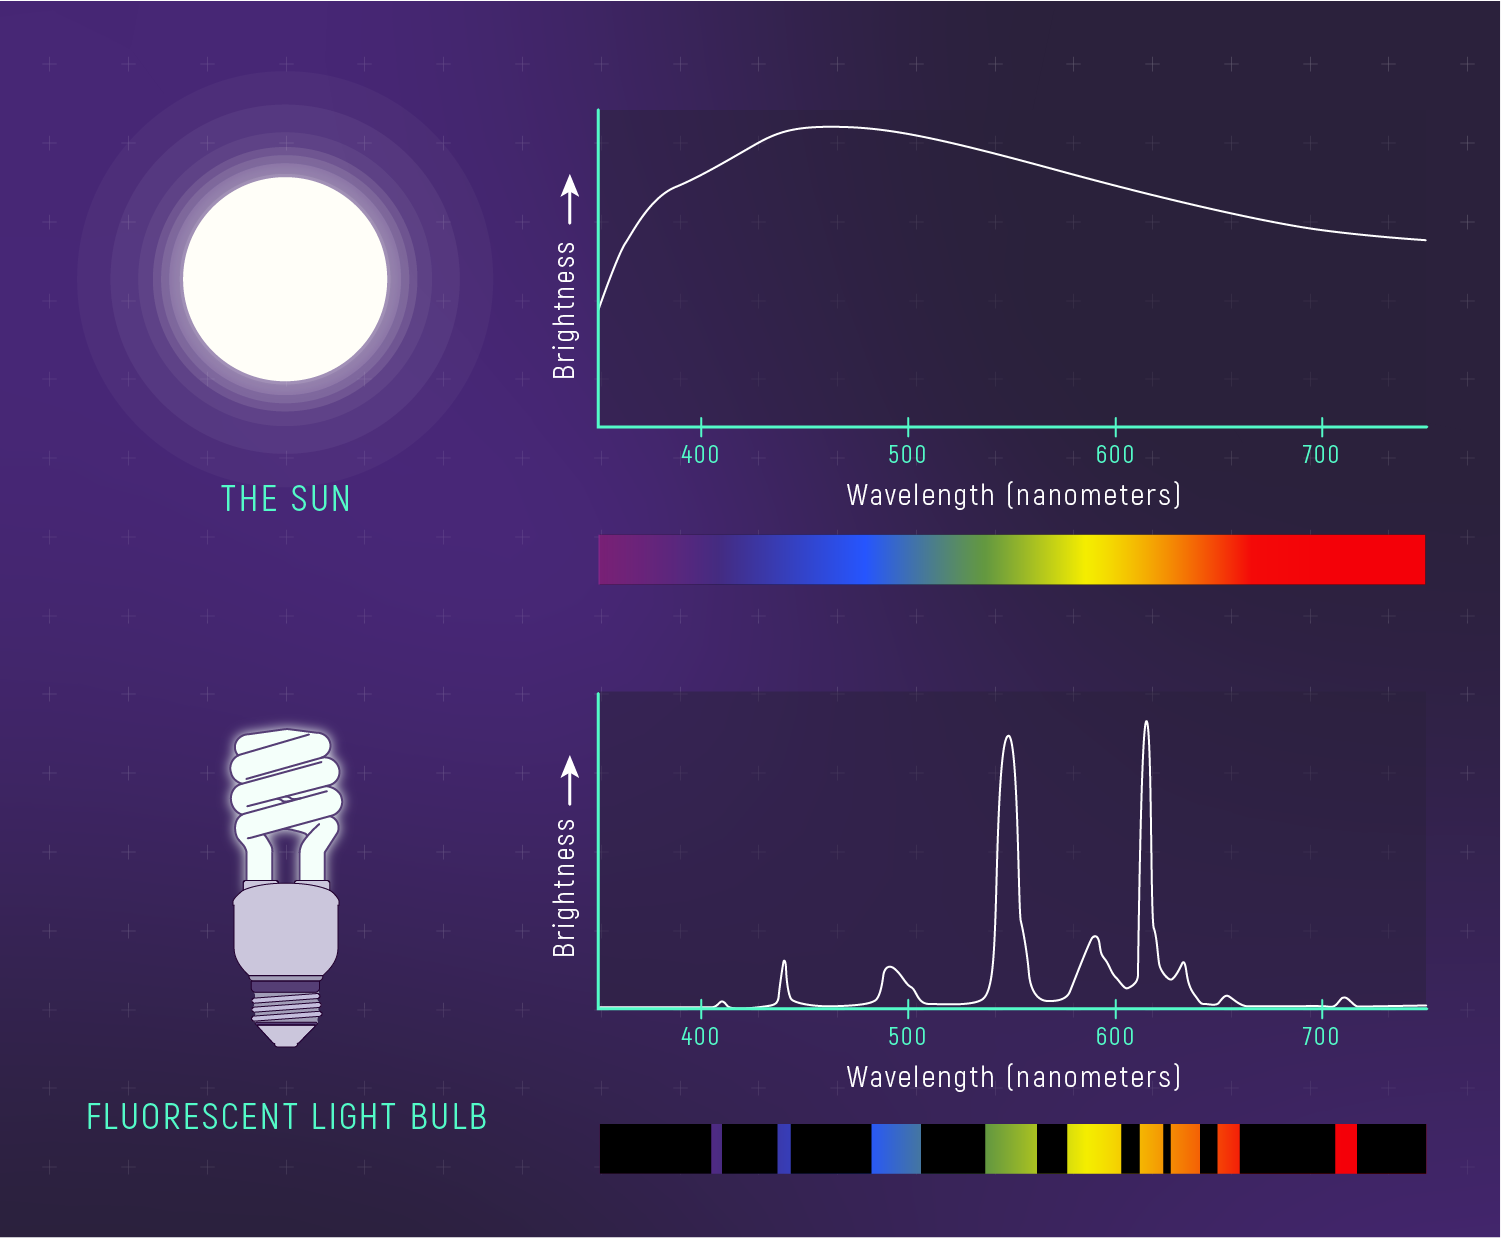 Brightness
400 500 600 700
Wavelength (nanometers)
THE SUN
Brightness
400 500 600 700
Wavelength (nanometers)
FLUORESCENT LIGHT BULB